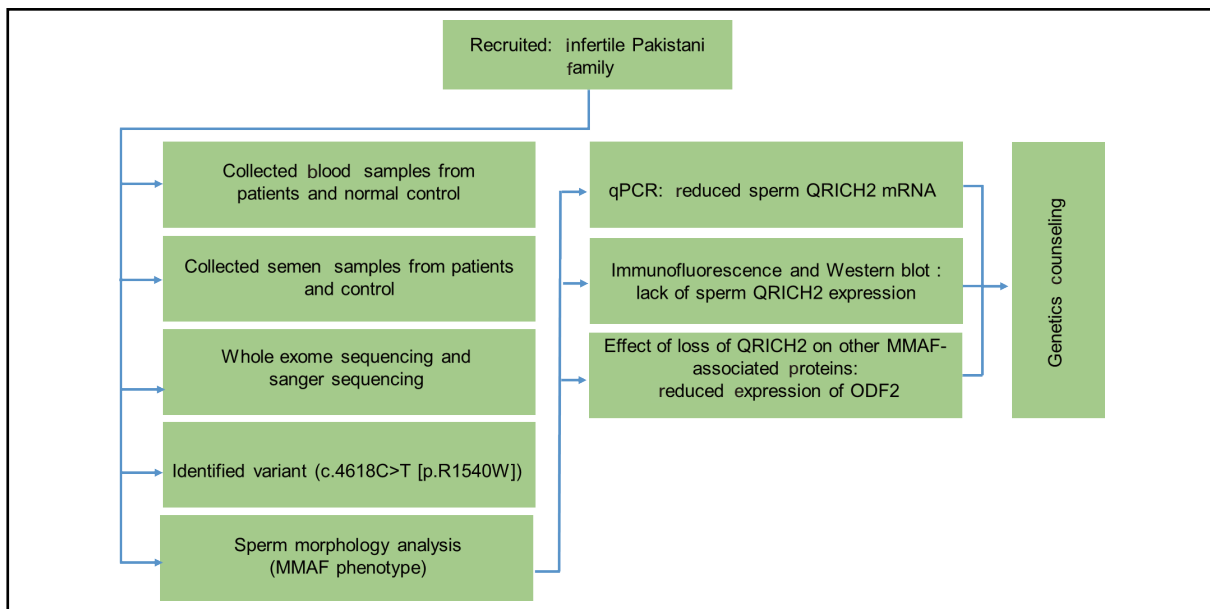 Recruited: infertile Pakistani
family
Collected blood samples from
patients and normal control
Collected semen samples from patients
and control
Whole exome sequencing and
sanger sequencing
Identified variant (c.4618C>T [p.R1540W])
Sperm morphology analysis
(MMAF phenotype)
qPCR: reduced sperm QRICH2 mRNA
Immunofluorescence and Western blot :
lack of sperm QRICH2 expression
Effect of loss of QRICH2 on other MMAF-
associated proteins:
reduced expression of ODF2
Genetics counseling